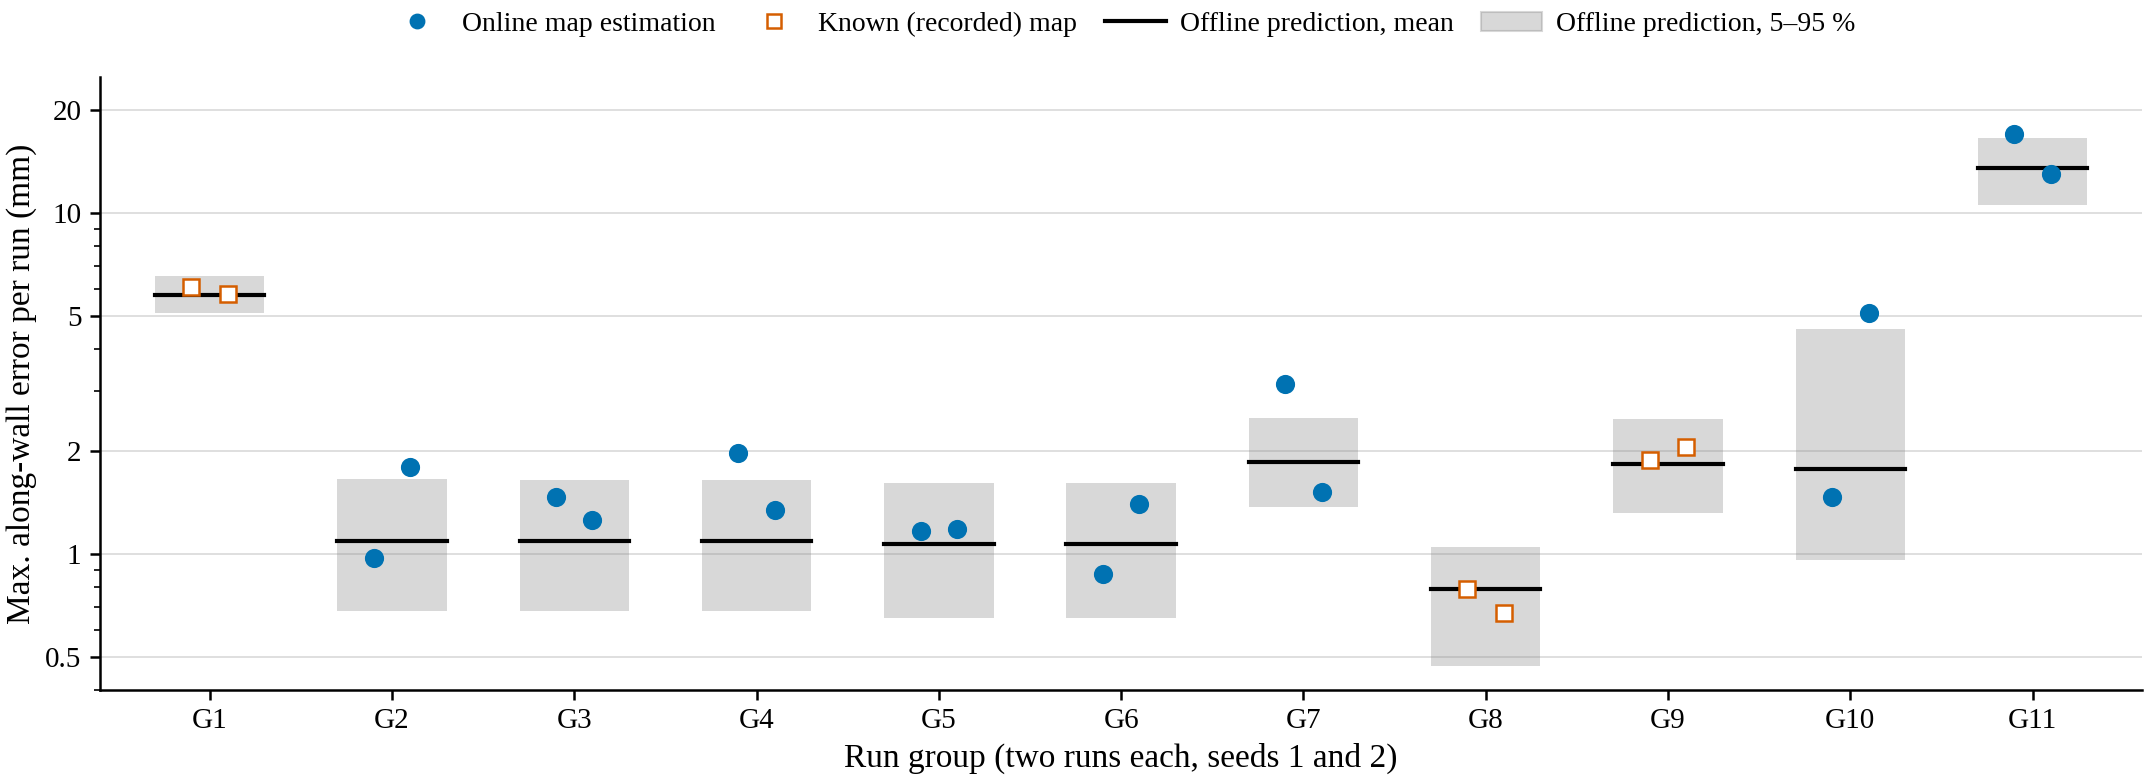 Online map estimation
Known (recorded) map
Offline prediction, mean
Offline prediction, 5–95 %
Max. along-wall error per run (mm)
20
10
5
2
1
0.5
G1 G2 G3 G4 G5 G6 G7 G8 G9 G10 G11
Run group (two runs each, seeds 1 and 2)